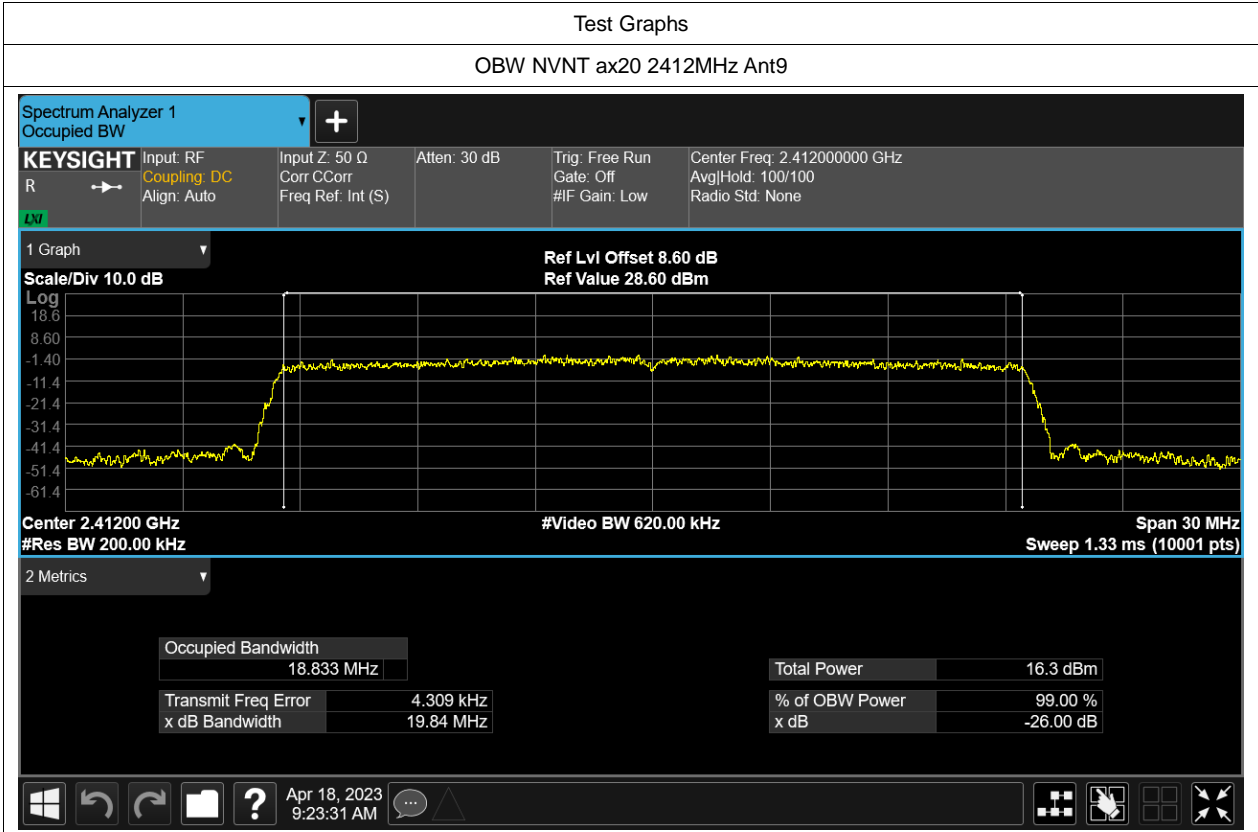 Test Graphs
OBW NVNT ax20 2412MHz Ant9
Spectrum Analyzer 1
Occupied BW
KEYSIGHT
R
LXI
Input: RF
Coupling: DC
Align: Auto
Input Z: 50 Ω
Corr CCorr
Freq Ref: Int (S)
Atten: 30 dB
Trig: Free Run
Gate: Off
#IF Gain: Low
Center Freq: 2.412000000 GHz
Avg|Hold: 100/100
Radio Std: None
1 Graph
Scale/Div 10.0 dB
Ref Lvl Offset 8.60 dB
Ref Value 28.60 dBm
Log
18.6
8.60
-1.40
-11.4
-21.4
-31.4
-41.4
-51.4
-61.4
Center 2.41200 GHz
#Res BW 200.00 kHz
#Video BW 620.00 kHz
Span 30 MHz
Sweep 1.33 ms (10001 pts)
2 Metrics
Occupied Bandwidth
18.833 MHz
Transmit Freq Error 4.309 kHz
x dB Bandwidth 19.84 MHz
Total Power 16.3 dBm
% of OBW Power 99.00 %
x dB -26.00 dB
?
Apr 18, 2023
9:23:31 AM